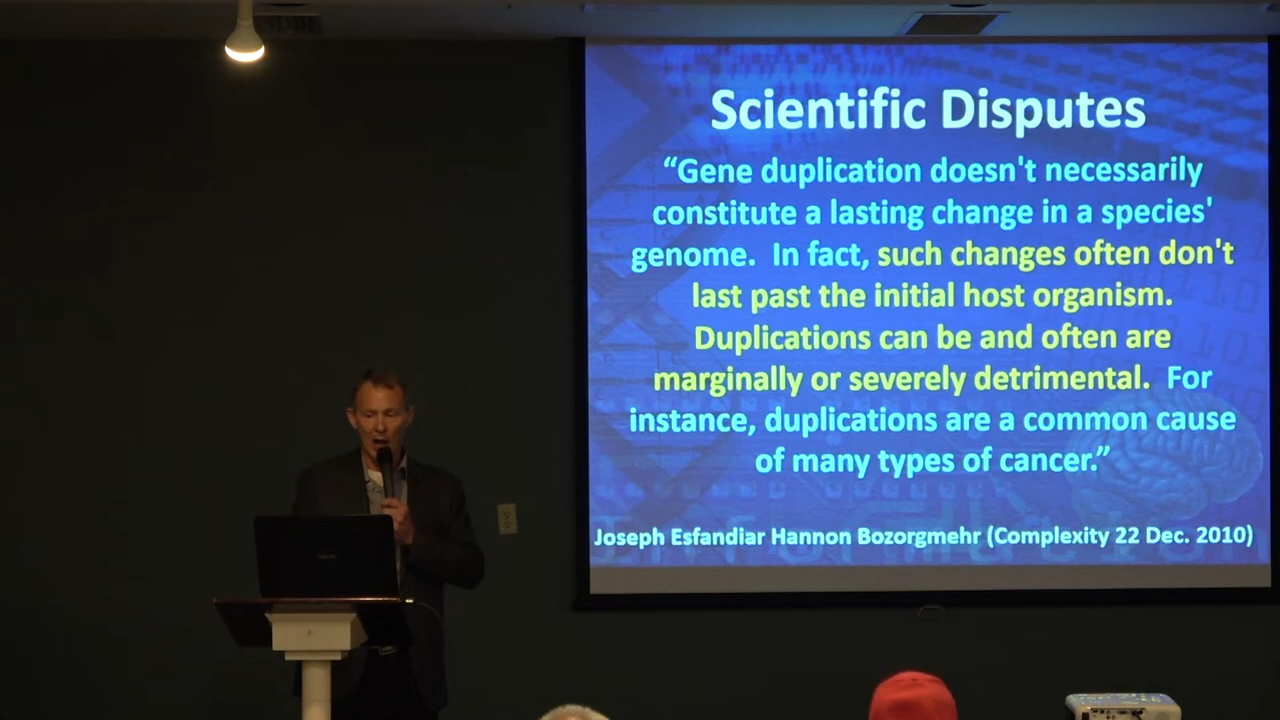 Scientific Disputes
“Gene duplication doesn't necessarily
constitute a lasting change in a species'
genome.  In fact, such changes often don't
last past the initial host organism.
Duplications can be and often are
marginally or severely detrimental.  For
instance, duplications are a common cause
of many types of cancer.”
Joseph Esfandiar Hannon Bozorgmehr (Complexity 22 Dec. 2010)